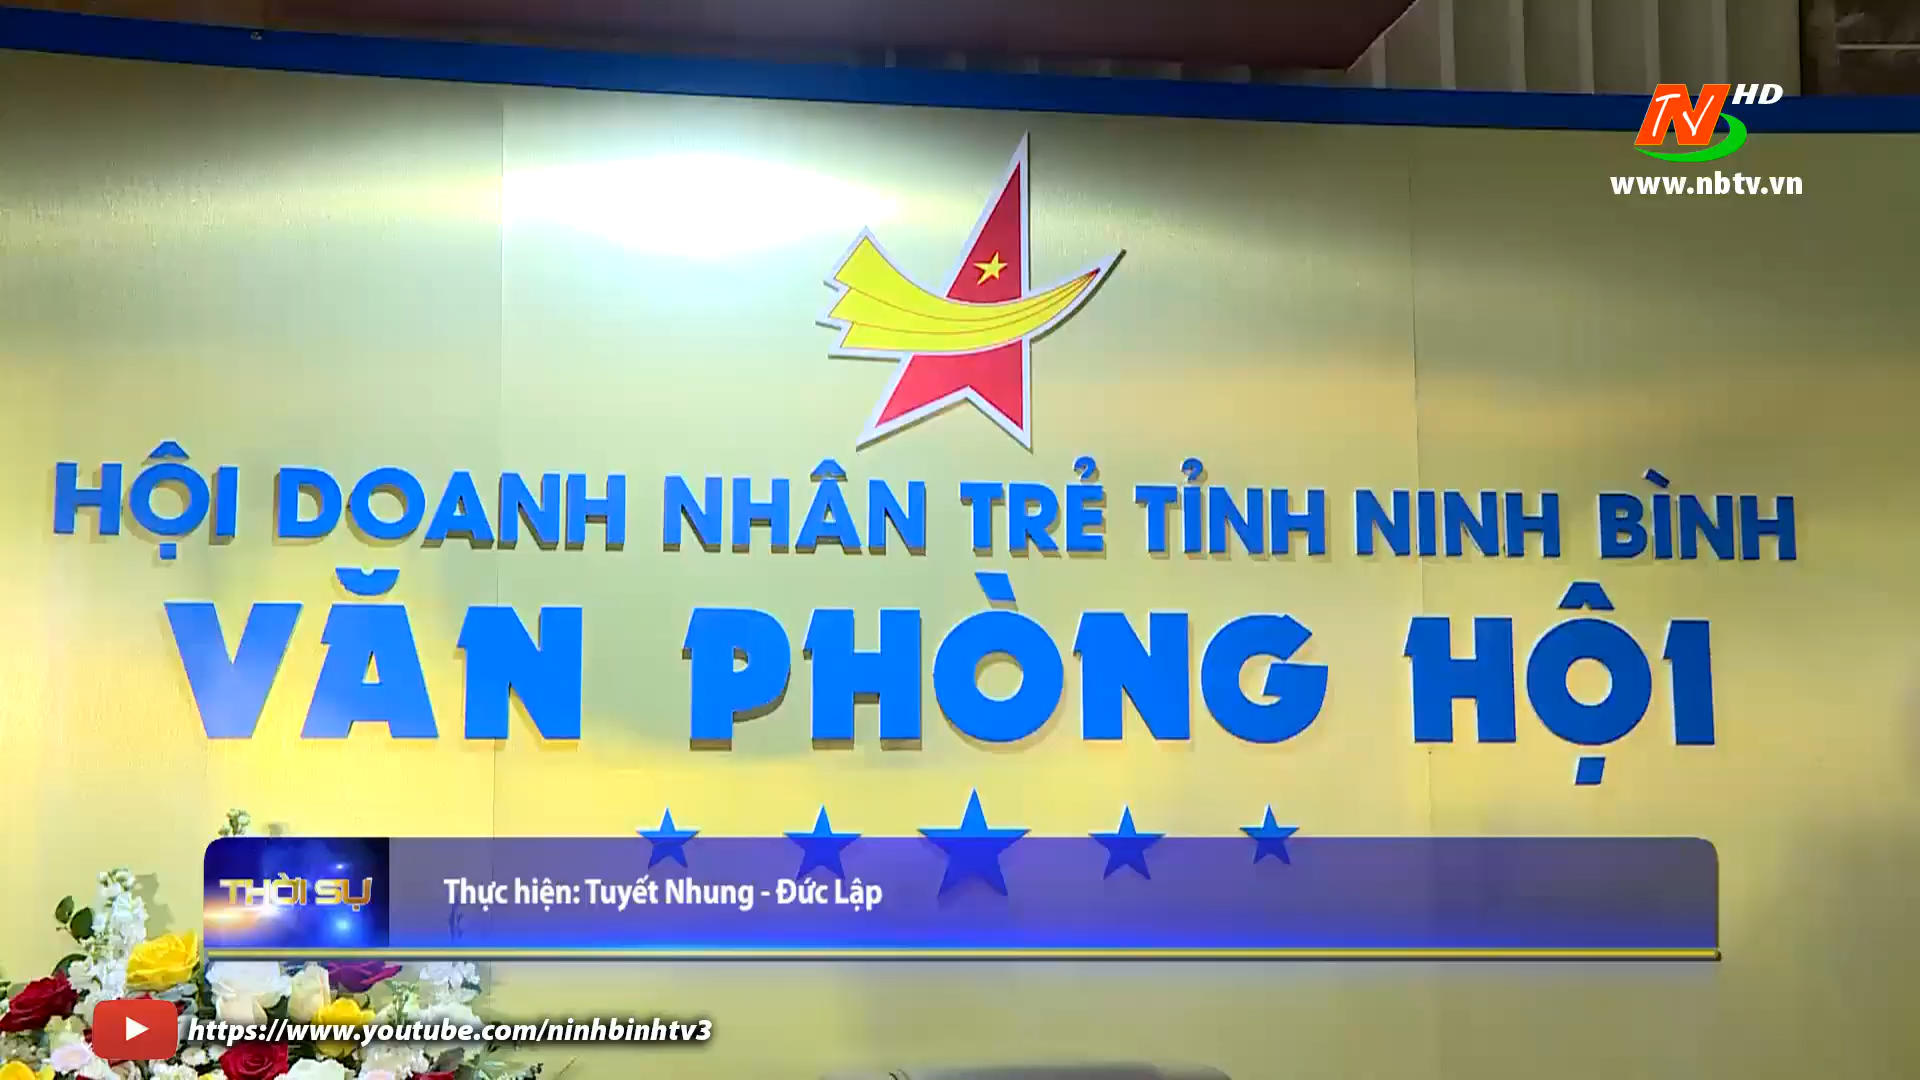 TV N HD
www.nbtv.vn
HỘI DOANH NHÂN TRẺ TỈNH NINH BÌNH
VĂN PHÒNG HỘI
THỜI SỰ
Thực hiện: Tuyết Nhung - Đức Lập
https://www.youtube.com/ninhbinhtv3